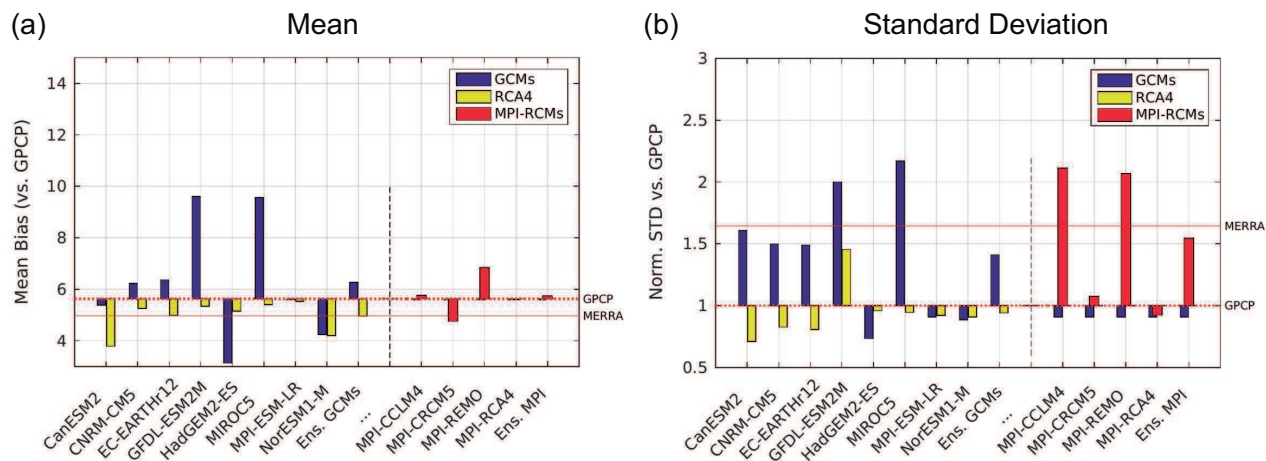 (a) Mean
Mean Bias (vs. GPCP)
14
12
10
8
6
4
GCMs
RCA4
MPI-RCMs
GPCP
MERRA
CanESM2
CNRM-CM5
EC-EARTHr12
GFDL-ESM2M
HadGEM2-ES
MIROC5
MPI-ESM-LR
NorESM1-M
Ens. GCMs
...
MPI-CCLM4
MPI-CRCM5
MPI-REMO
MPI-RCA4
Ens. MPI
(b) Standard Deviation
Norm. STD vs. GPCP
3
2.5
2
1.5
1
0.5
GCMs
RCA4
MPI-RCMs
MERRA
GPCP
CanESM2
CNRM-CM5
EC-EARTHr12
GFDL-ESM2M
HadGEM2-ES
MIROC5
MPI-ESM-LR
NorESM1-M
Ens. GCMs
...
MPI-CCLM4
MPI-CRCM5
MPI-REMO
MPI-RCA4
Ens. MPI